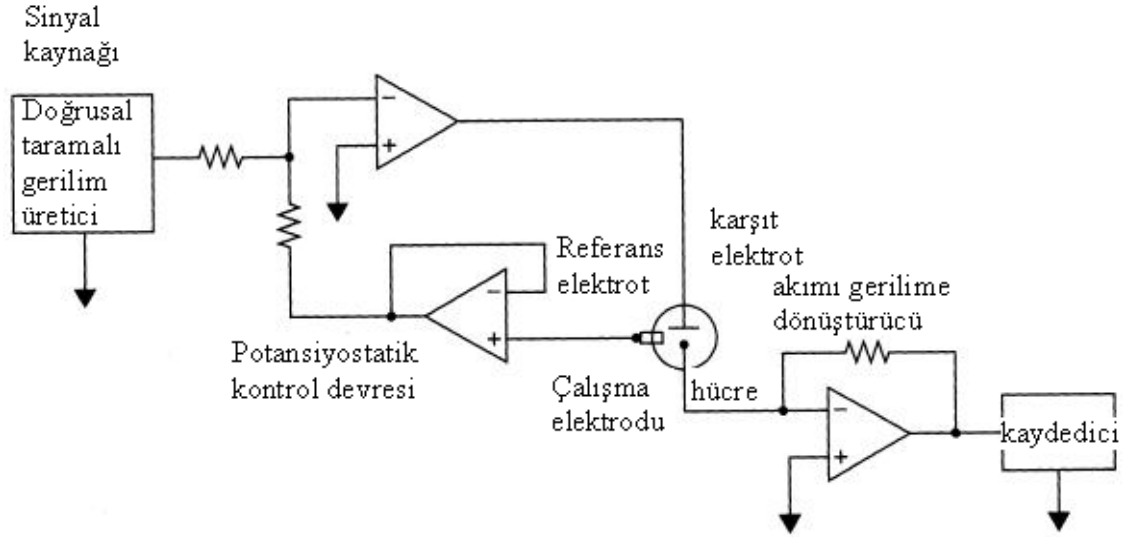 Sinyal
kaynağı
Doğrusal
taramalı
gerilim
üretici
−
+
Referans
elektrot
−
+
Potansiyostatik
kontrol devresi
karşıt
elektrot
akımı gerilime
dönüştürücü
Çalışma
elektrodu
hücre
−
+
kaydedici